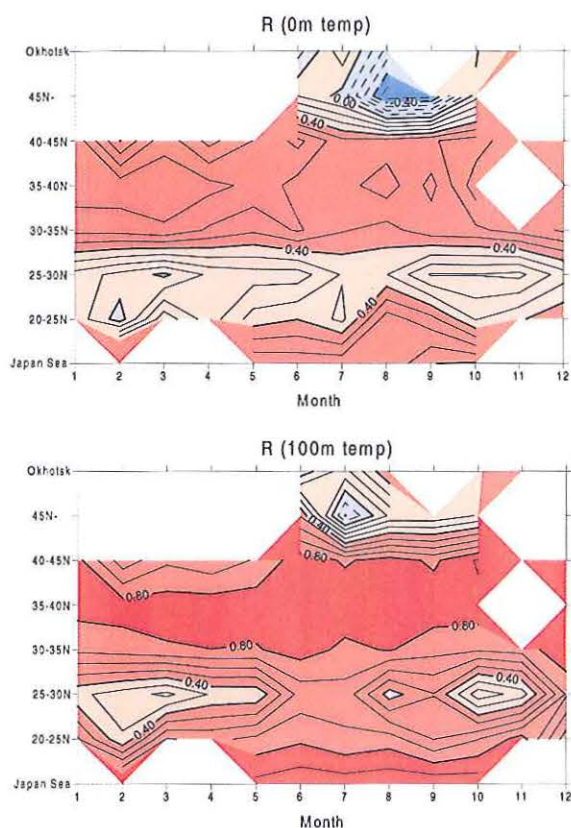 R (0m temp)
Okhotsk
45N-
0.00
-0.40
0.40
40-45N
35-40N
30-35N
0.40
0.40
25-30N
20-25N
0.40
Japan Sea
1 2 3 4 5 6 7 8 9 10 11 12
Month
R (100m temp)
Okhotsk
45N-
0.40
40-45N
0.80
0.80
35-40N
30-35N
0.80
0.80
25-30N
0.40
0.40
20-25N
0.40
Japan Sea
1 2 3 4 5 6 7 8 9 10 11 12
Month